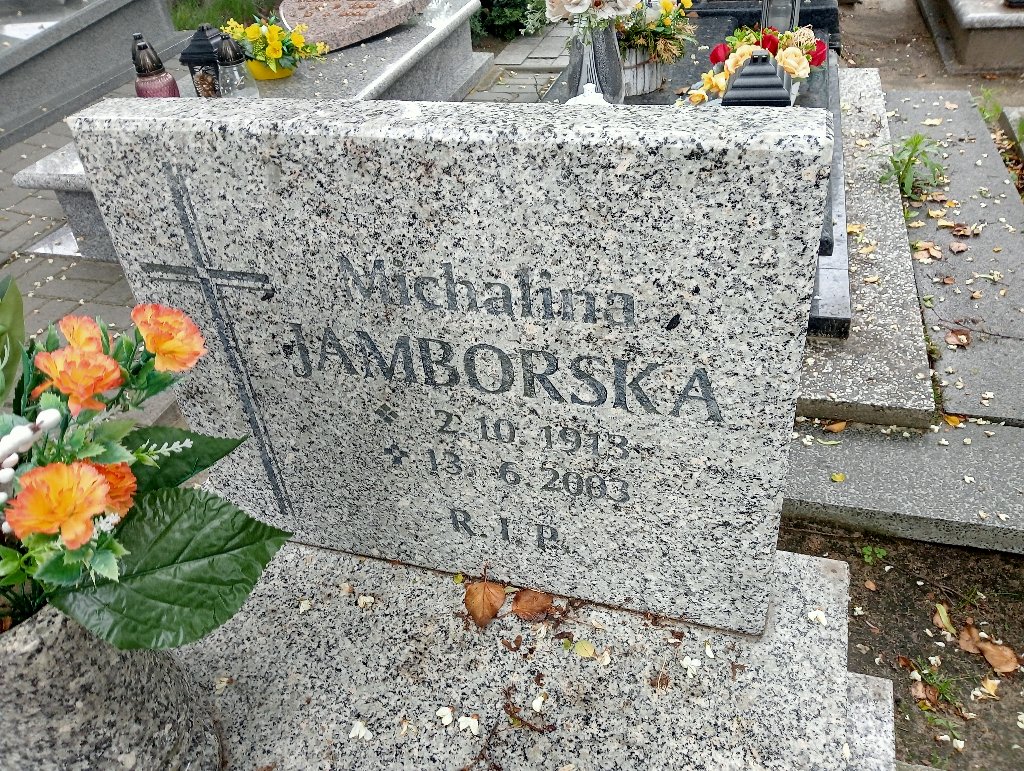 Michalina
JAMBORSKA
2.10 1913
13. 6 2003
R.I.P.